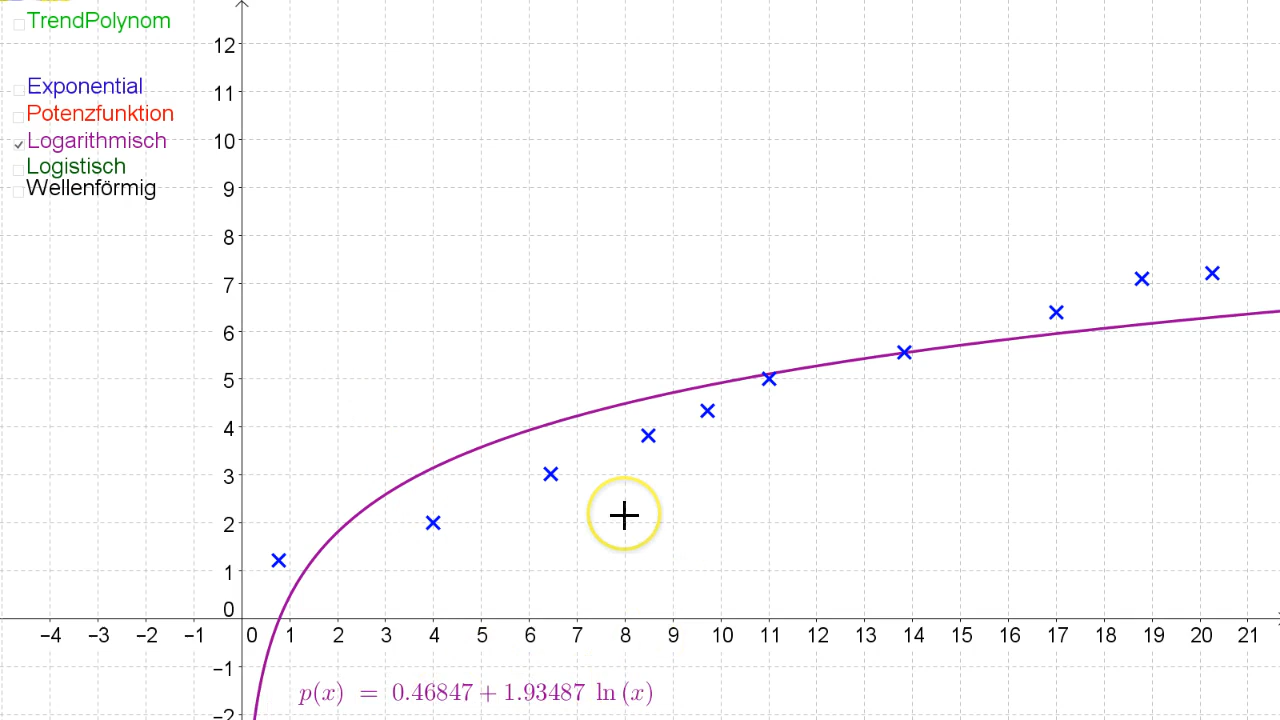 TrendPolynom
Exponential
Potenzfunktion
Logarithmisch
Logistisch
Wellenförmig
12
11
10
9
8
7
6
5
4
3
2
1
0
−1
−2
−4 −3 −2 −1 0 1 2 3 4 5 6 7 8 9 10 11 12 13 14 15 16 17 18 19 20 21
p(x) = 0.46847 + 1.93487 ln (x)